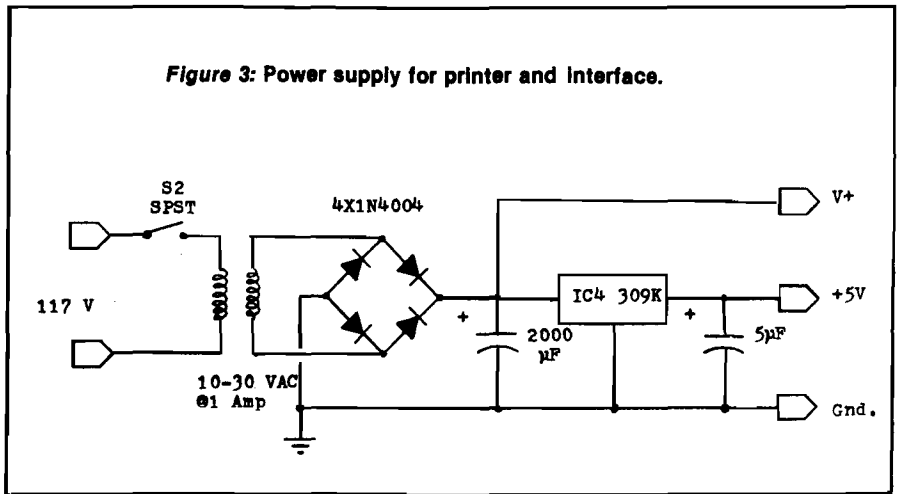 Figure 3: Power supply for printer and interface.
S2
SPST
4X1N4004
V+
117 V
IC4 309K
+5V
+
+
2000
µF
5µF
10-30 VAC
@1 Amp
Gnd.